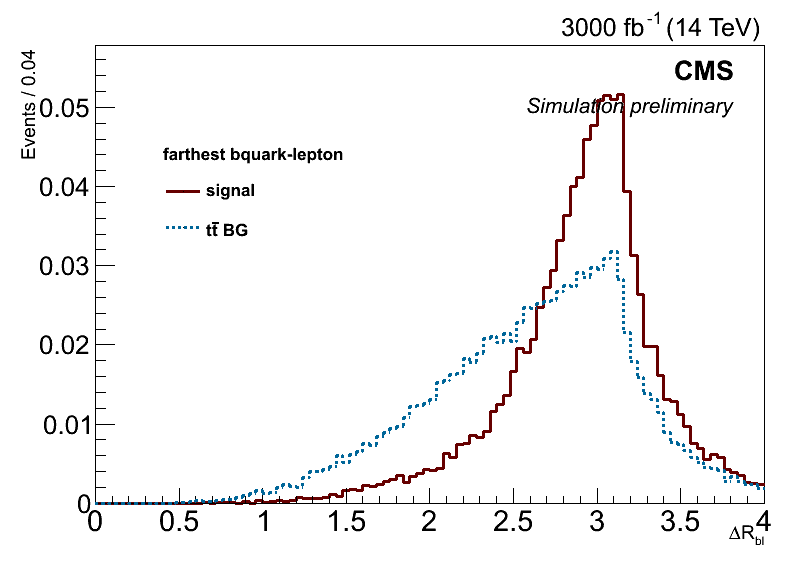 3000 fb⁻¹ (14 TeV)
CMS
Simulation preliminary
Events / 0.04
farthest bquark-lepton
signal
tt̄ BG
0.05
0.04
0.03
0.02
0.01
0
0 0.5 1 1.5 2 2.5 3 3.5 4
ΔR_bl